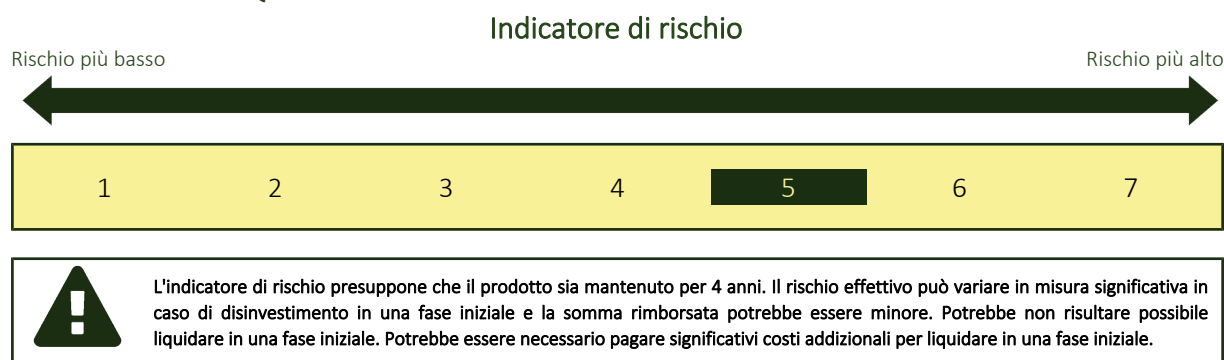 Indicatore di rischio
Rischio più basso
Rischio più alto
1 2 3 4 5 6 7
L'indicatore di rischio presuppone che il prodotto sia mantenuto per 4 anni. Il rischio effettivo può variare in misura significativa in
caso di disinvestimento in una fase iniziale e la somma rimborsata potrebbe essere minore. Potrebbe non risultare possibile
liquidare in una fase iniziale. Potrebbe essere necessario pagare significativi costi addizionali per liquidare in una fase iniziale.